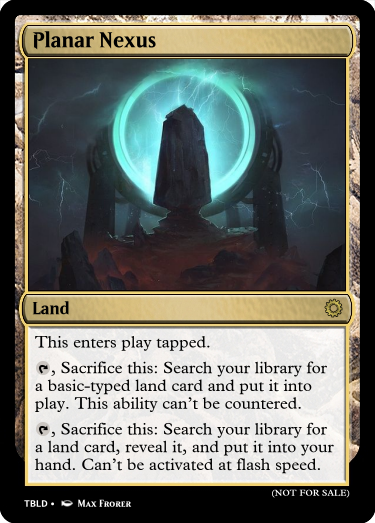 Planar Nexus
Land
This enters play tapped.
, Sacrifice this: Search your library for
a basic-typed land card and put it into
play. This ability can't be countered.
, Sacrifice this: Search your library for
a land card, reveal it, and put it into your
hand. Can't be activated at flash speed.
(NOT FOR SALE)
TBLD • Max Frorer